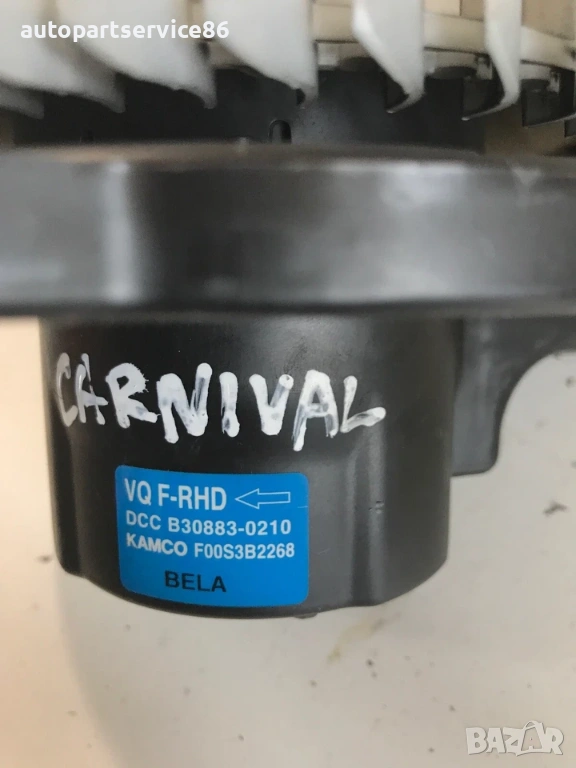 autopartservice86
CARNIVAL
VQ F-RHD
DCC B30883-0210
KAMCO F00S3B2268
BELA
BAZAR